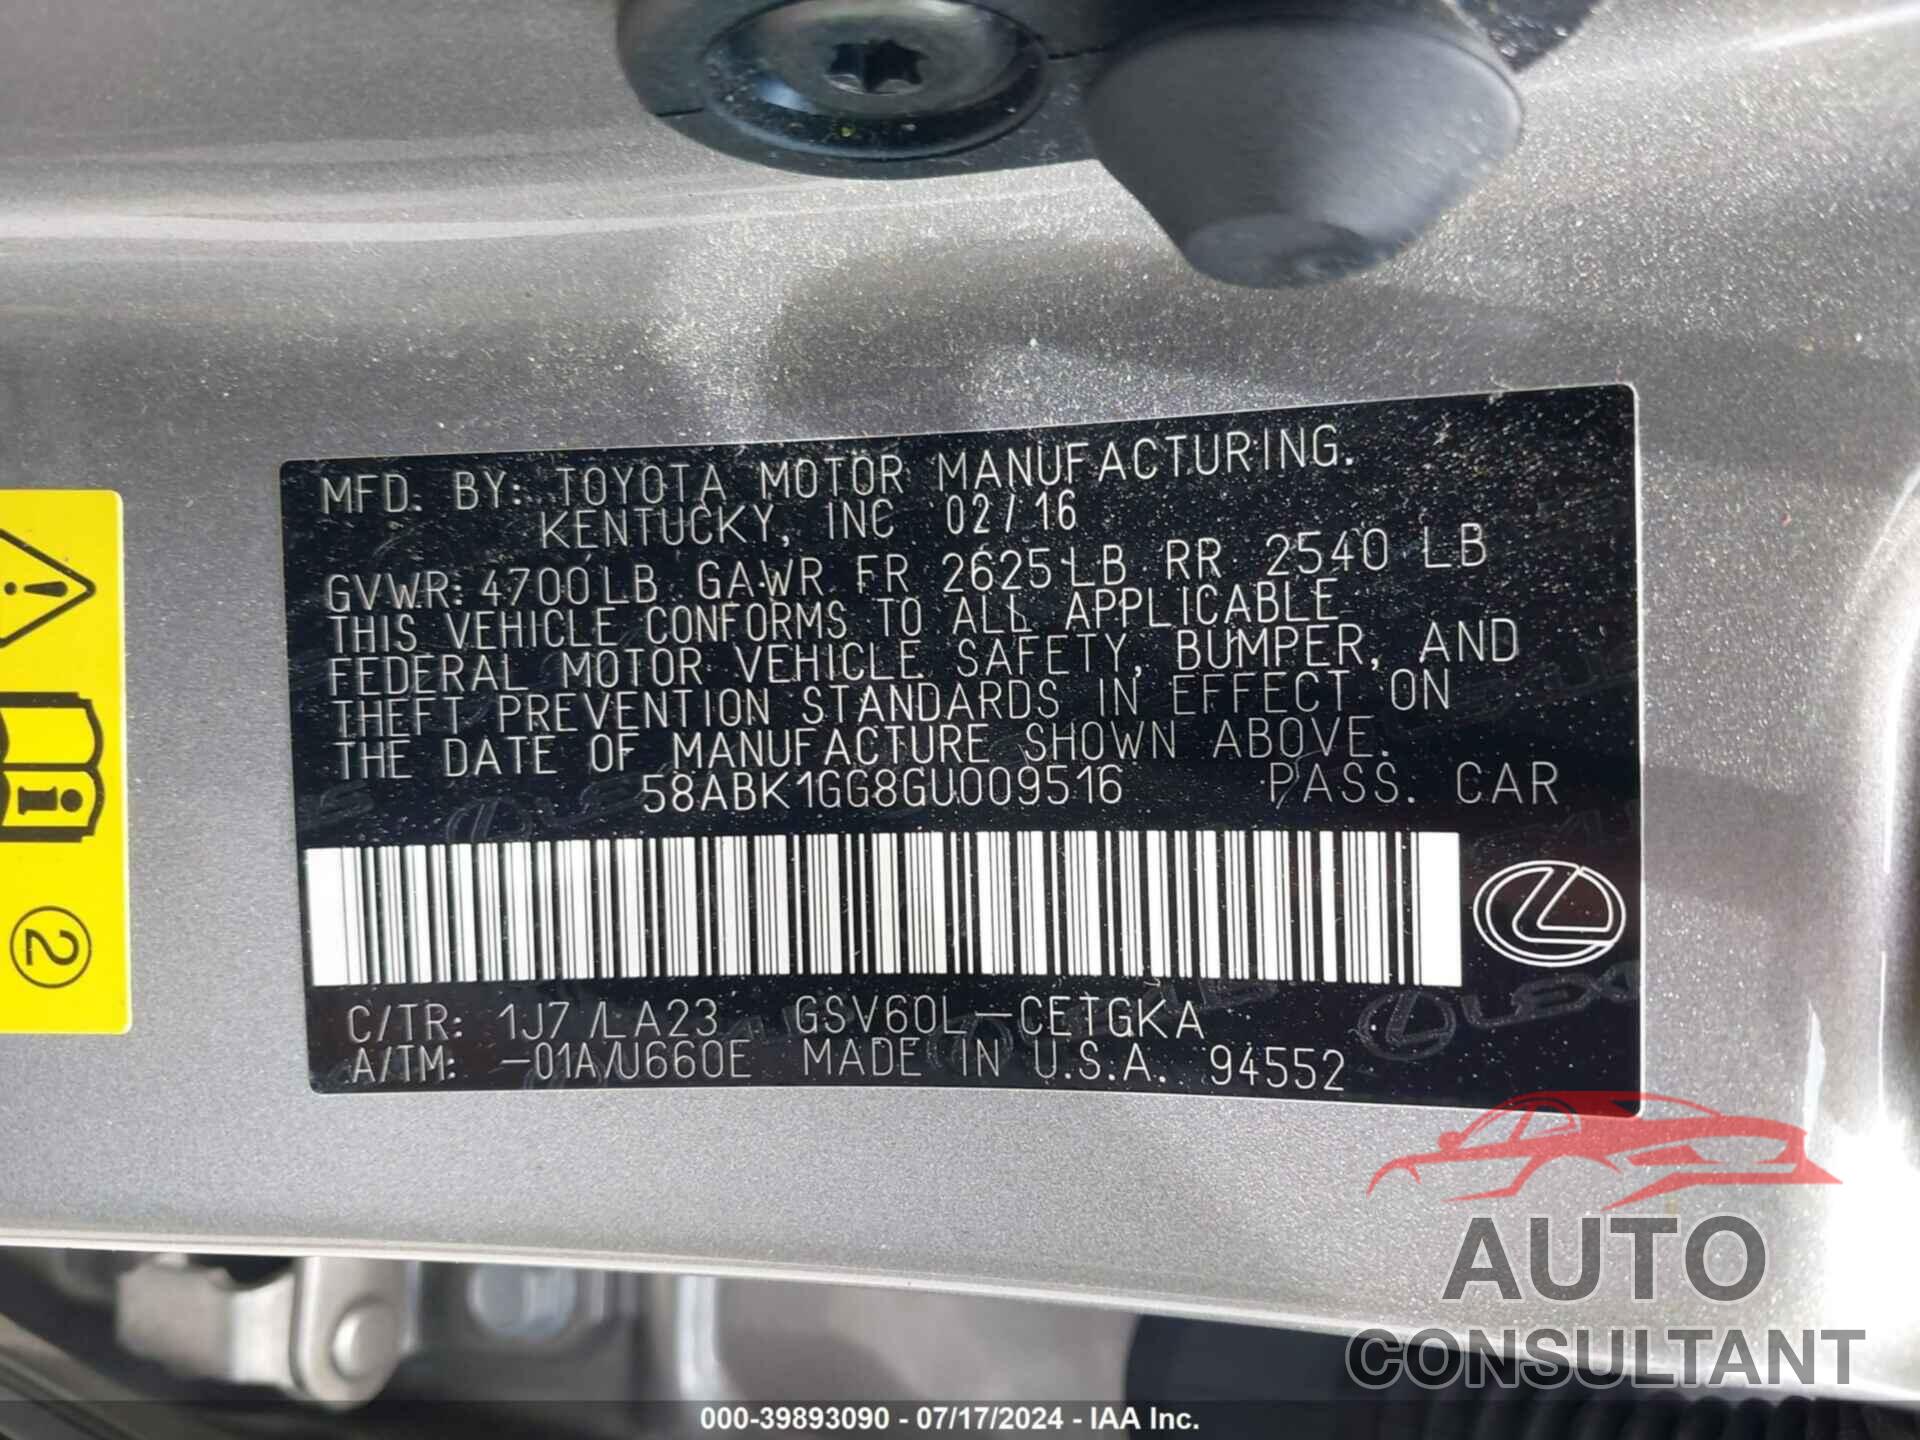 MFD. BY: TOYOTA MOTOR MANUFACTURING.
KENTUCKY, INC 02/16
GVWR: 4700LB GAWR FR 2625LB RR 2540 LB
THIS VEHICLE CONFORMS TO ALL APPLICABLE
FEDERAL MOTOR VEHICLE SAFETY, BUMPER, AND
THEFT PREVENTION STANDARDS IN EFFECT ON
THE DATE OF MANUFACTURE SHOWN ABOVE.
58ABK1GG8GU009516 PASS. CAR
C/TR: 1J7/LA23 GSV60L-CETGKA
A/TM: -01A/U660E MADE IN U.S.A. 94552
2
AUTO
CONSULTANT
000-39893090 - 07/17/2024 - IAA Inc.